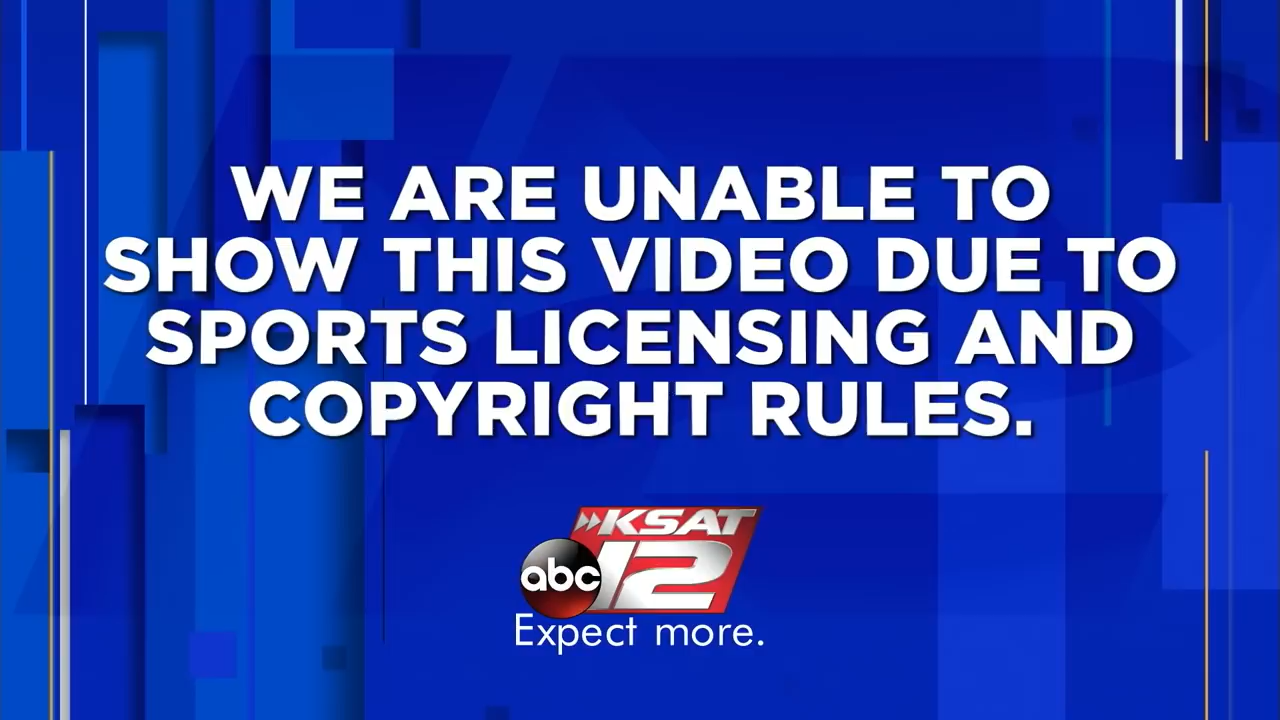 WE ARE UNABLE TO
SHOW THIS VIDEO DUE TO
SPORTS LICENSING AND
COPYRIGHT RULES.
KSAT
abc 12
Expect more.